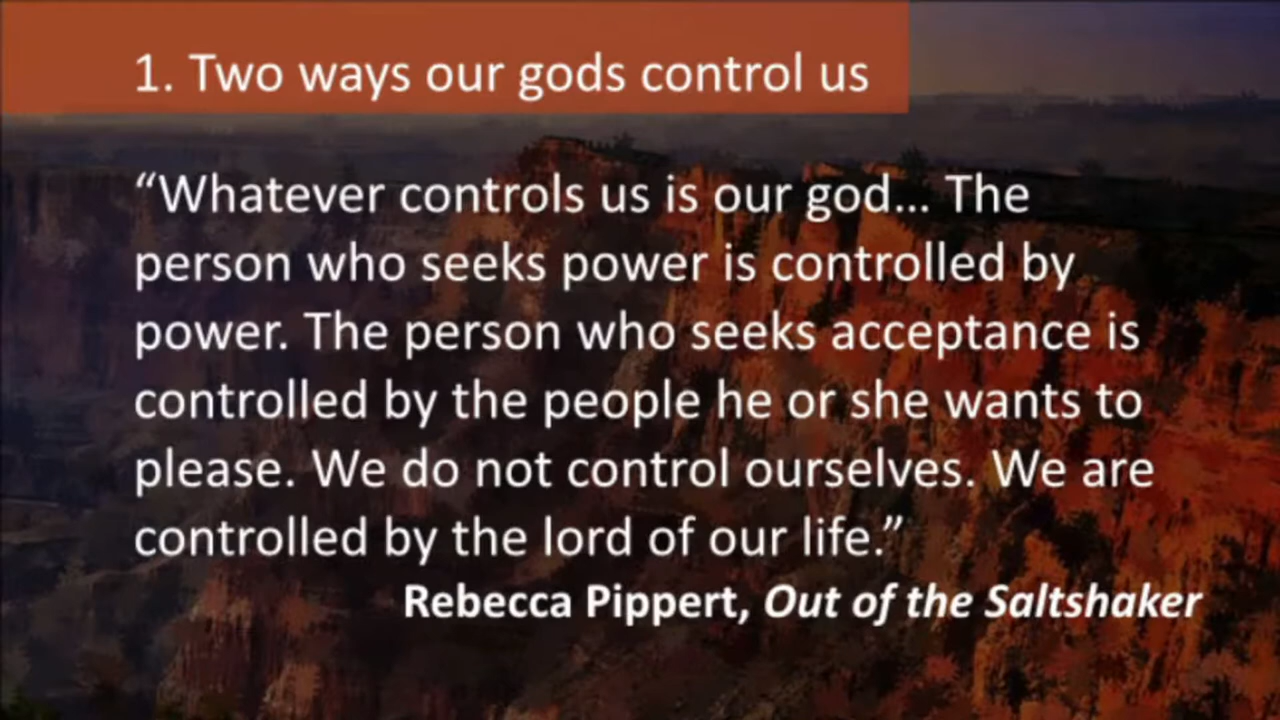 1. Two ways our gods control us
“Whatever controls us is our god... The
person who seeks power is controlled by
power. The person who seeks acceptance is
controlled by the people he or she wants to
please. We do not control ourselves. We are
controlled by the lord of our life.”
Rebecca Pippert, Out of the Saltshaker